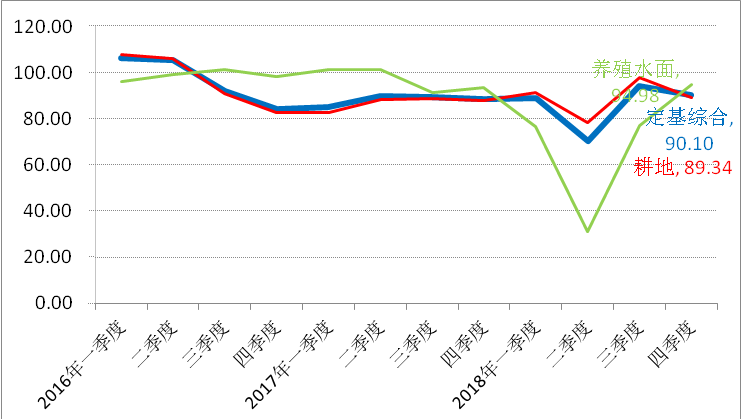 120.00
100.00
80.00
60.00
40.00
20.00
0.00
养殖水面,
94.98
定基综合,
90.10
耕地, 89.34
2016年一季度
二季度
三季度
四季度
2017年一季度
二季度
三季度
四季度
2018年一季度
二季度
三季度
四季度